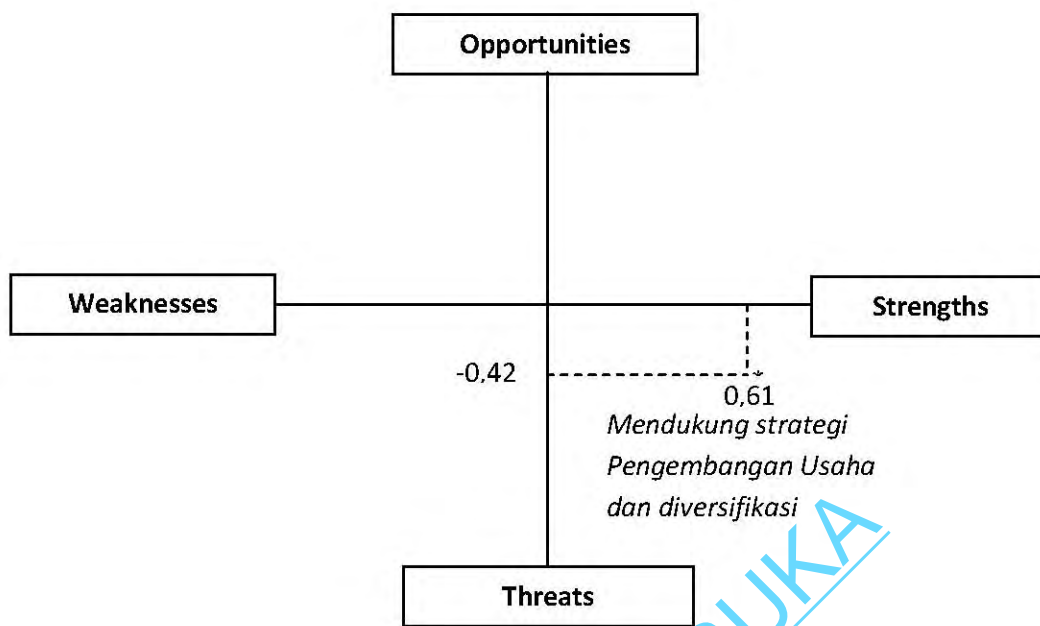 Opportunities
Weaknesses
Strengths
-0,42
0,61
Mendukung strategi
Pengembangan Usaha
dan diversifikasi
Threats